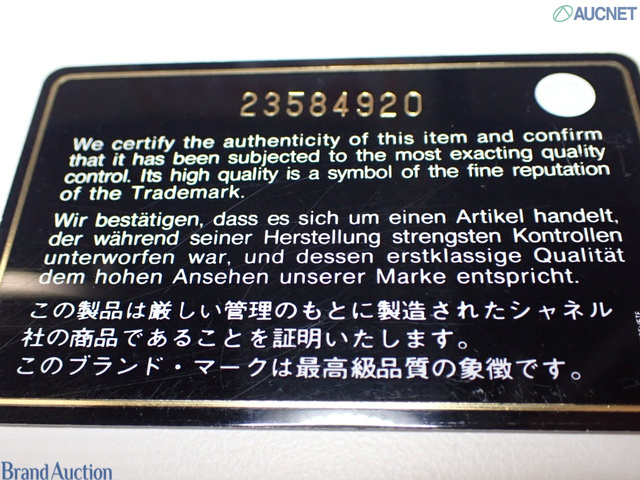 AUCNET
23584920
We certify the authenticity of this item and confirm
that it has been subjected to the most exacting quality
control. Its high quality is a symbol of the fine reputation
of the Trademark.
Wir bestätigen, dass es sich um einen Artikel handelt,
der während seiner Herstellung strengsten Kontrollen
unterworfen war, und dessen erstklassige Qualität
dem hohen Ansehen unserer Marke entspricht.
この製品は厳しい管理のもとに製造されたシャネル
社の商品であることを証明いたします。
このブランド・マークは最高級品質の象徴です。
Brand Auction